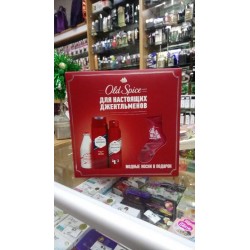 Old Spice
ДЛЯ НАСТОЯЩИХ
ДЖЕНТЛЬМЕНОВ
МОДНЫЕ НОСКИ В ПОДАРОК